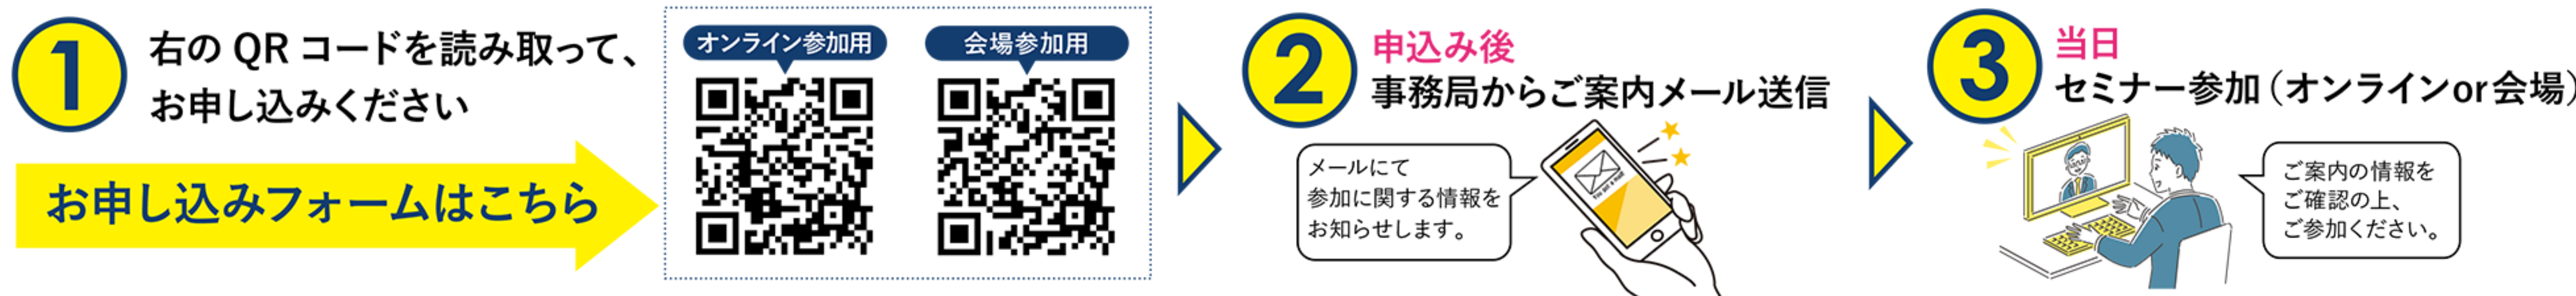 1
右の QR コードを読み取って、
お申し込みください
お申し込みフォームはこちら
オンライン参加用
会場参加用
2
申込み後
事務局からご案内メール送信
メールにて
参加に関する情報を
お知らせします。
You got a mail
3
当日
セミナー参加（オンラインor会場）
ご案内の情報を
ご確認の上、
ご参加ください。